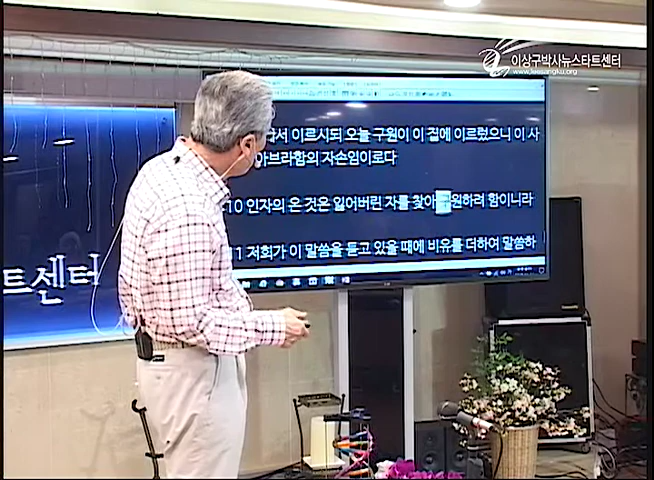 이상구박사뉴스타트센터
www.leesangku.org
서 이르시되 오늘 구원이 이 집에 이르렀으니 이 사
아브라함의 자손임이로다
10 인자의 온 것은 잃어버린 자를 찾아 구원하려 함이니라
11 저희가 이 말씀을 듣고 있을 때에 비유를 더하여 말씀하
트센터